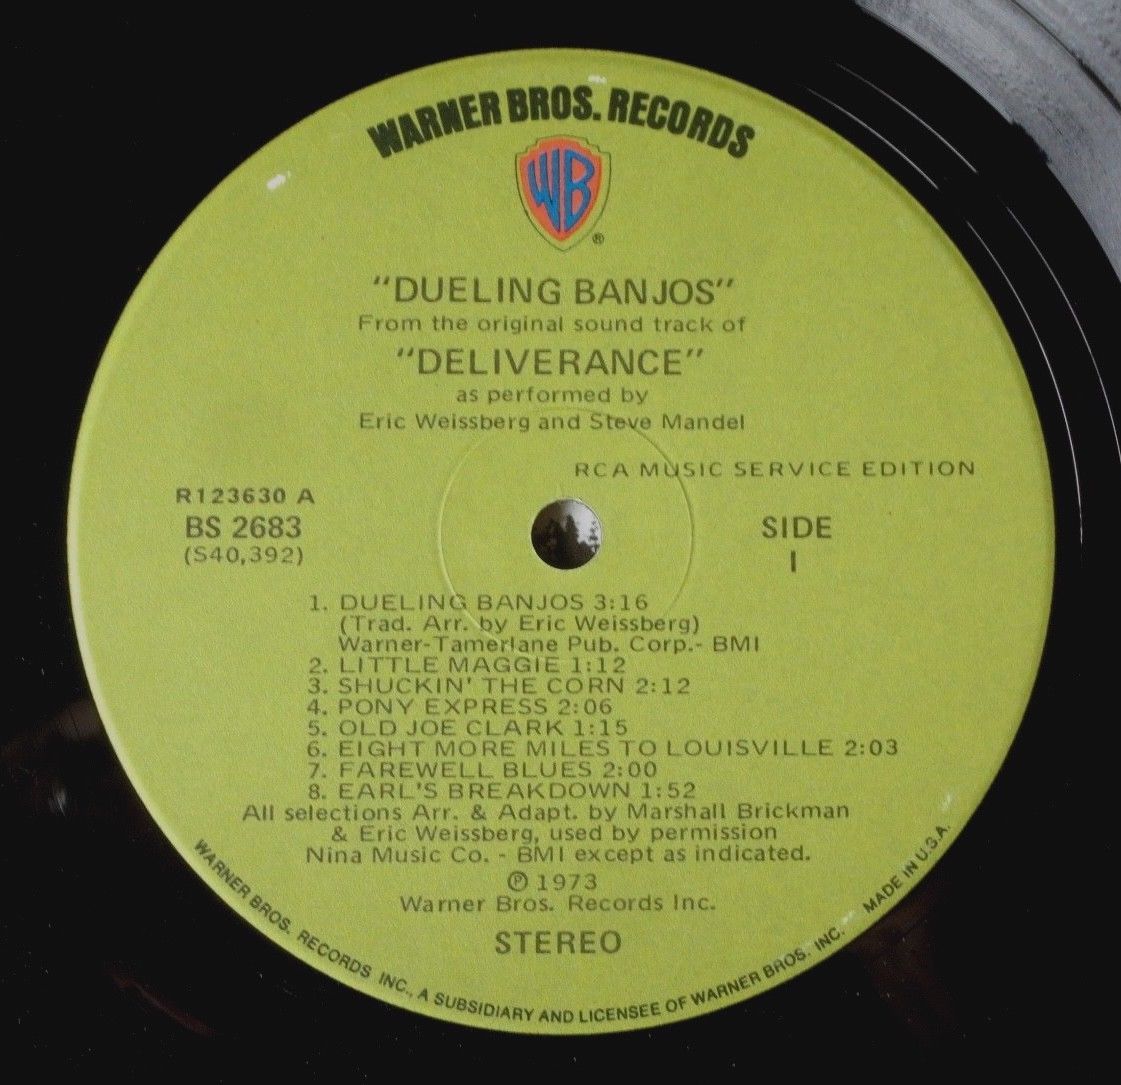 WARNER BROS. RECORDS
WB
®
"DUELING BANJOS"
From the original sound track of
"DELIVERANCE"
as performed by
Eric Weissberg and Steve Mandel
RCA MUSIC SERVICE EDITION
R123630 A
BS 2683
(S40,392)
SIDE
I
1. DUELING BANJOS 3:16
(Trad. Arr. by Eric Weissberg)
Warner-Tamerlane Pub. Corp.- BMI
2. LITTLE MAGGIE 1:12
3. SHUCKIN' THE CORN 2:12
4. PONY EXPRESS 2:06
5. OLD JOE CLARK 1:15
6. EIGHT MORE MILES TO LOUISVILLE 2:03
7. FAREWELL BLUES 2:00
8. EARL'S BREAKDOWN 1:52
All selections Arr. & Adapt. by Marshall Brickman
& Eric Weissberg, used by permission
Nina Music Co. - BMI except as indicated.
℗ 1973
Warner Bros. Records Inc.
STEREO
WARNER BROS. RECORDS INC., A SUBSIDIARY AND LICENSEE OF WARNER BROS. INC. MADE IN U.S.A.